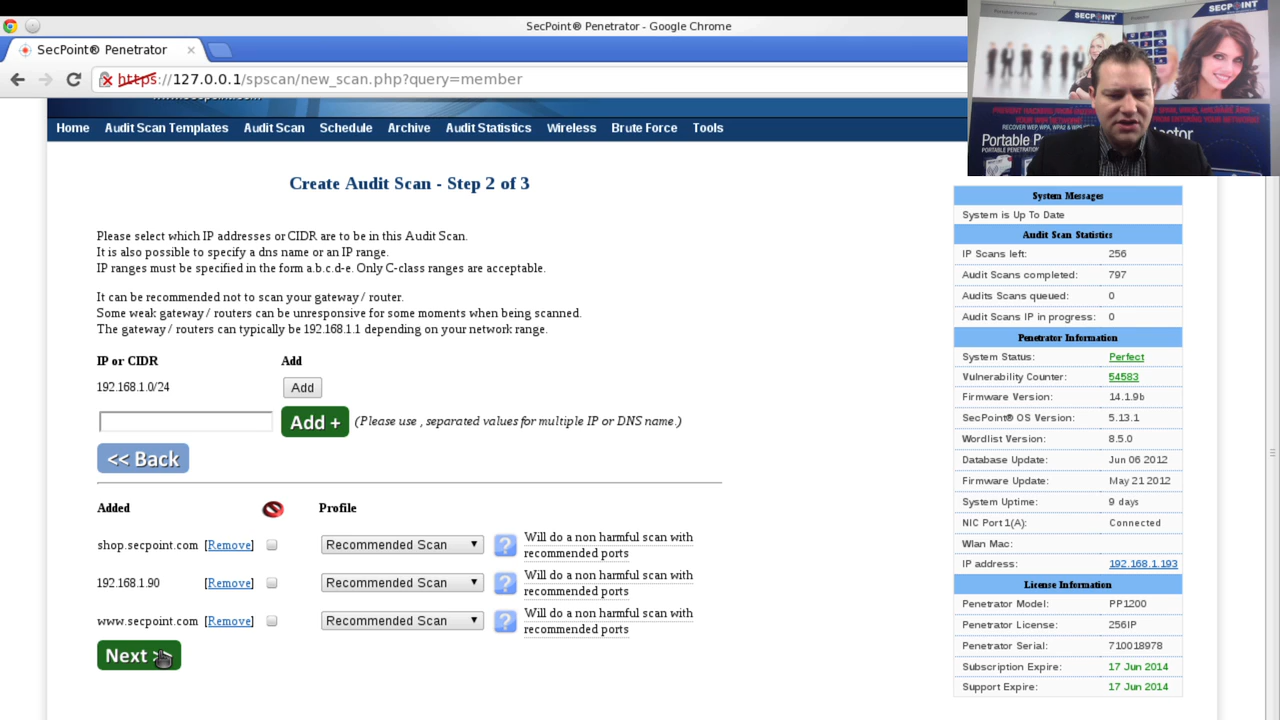 SecPoint® Penetrator - Google Chrome
SecPoint® Penetrator
https://127.0.0.1/spscan/new_scan.php?query=member
www.secpoint.com
Home Audit Scan Templates Audit Scan Schedule Archive Audit Statistics Wireless Brute Force Tools
Create Audit Scan - Step 2 of 3
Please select which IP addresses or CIDR are to be in this Audit Scan.
It is also possible to specify a dns name or an IP range.
IP ranges must be specified in the form a.b.c.d-e. Only C-class ranges are acceptable.
It can be recommended not to scan your gateway / router.
Some weak gateway / routers can be unresponsive for some moments when being scanned.
The gateway / routers can typically be 192.168.1.1 depending on your network range.
IP or CIDR Add
192.168.1.0/24 Add
Add + (Please use , separated values for multiple IP or DNS name.)
<< Back
Added Profile
shop.secpoint.com [Remove] Recommended Scan ? Will do a non harmful scan with
recommended ports
192.168.1.90 [Remove] Recommended Scan ? Will do a non harmful scan with
recommended ports
www.secpoint.com [Remove] Recommended Scan ? Will do a non harmful scan with
recommended ports
Next >>
SECPOINT
SECPOINT
RECOVER WEP, WPA, WPA2 & WPS
Portable P
PORTABLE PENETRATION
System Messages
System is Up To Date
Audit Scan Statistics
IP Scans left: 256
Audit Scans completed: 797
Audits Scans queued: 0
Audit Scans IP in progress: 0
Penetrator Information
System Status: Perfect
Vulnerability Counter: 54583
Firmware Version: 14.1.9b
SecPoint® OS Version: 5.13.1
Wordlist Version: 8.5.0
Database Update: Jun 06 2012
Firmware Update: May 21 2012
System Uptime: 9 days
NIC Port 1(A): Connected
Wlan Mac:
IP address: 192.168.1.193
License Information
Penetrator Model: PP1200
Penetrator License: 256IP
Penetrator Serial: 710018978
Subscription Expire: 17 Jun 2014
Support Expire: 17 Jun 2014